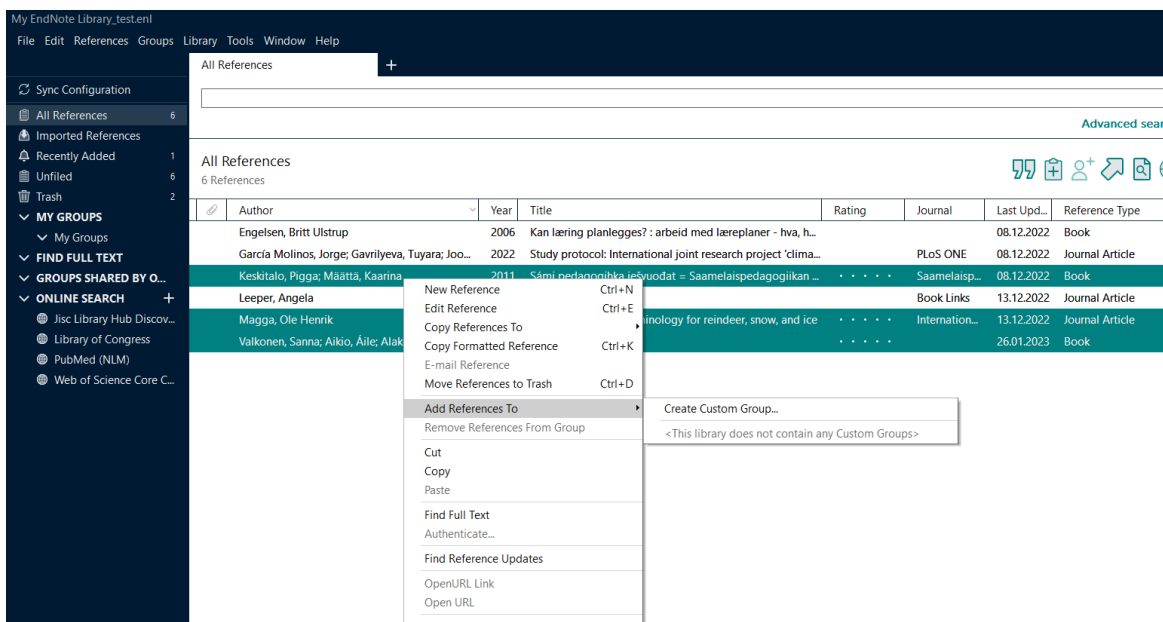 My EndNote Library_test.enl
File Edit References Groups Library Tools Window Help
All References +
Sync Configuration
All References 6
Imported References
Recently Added 1
Unfiled 6
Trash 2
MY GROUPS
My Groups
FIND FULL TEXT
GROUPS SHARED BY O...
ONLINE SEARCH +
Jisc Library Hub Discov...
Library of Congress
PubMed (NLM)
Web of Science Core C...
Advanced sear
All References
6 References
Author Year Title Rating Journal Last Upd... Reference Type
Engelsen, Britt Ulstrup 2006 Kan læring planlegges? : arbeid med læreplaner - hva, h... 08.12.2022 Book
García Molinos, Jorge; Gavrilyeva, Tuyara; Joo... 2022 Study protocol: International joint research project 'clima... PLoS ONE 08.12.2022 Journal Article
Keskitalo, Pigga; Määttä, Kaarina 2011 Sámi pedagogihka iešvuođat = Saamelaispedagogiikan ... Saamelaisp... 08.12.2022 Book
Leeper, Angela Book Links 13.12.2022 Journal Article
Magga, Ole Henrik inology for reindeer, snow, and ice Internation... 13.12.2022 Journal Article
Valkonen, Sanna; Aikio, Áile; Alak 26.01.2023 Book
New Reference Ctrl+N
Edit Reference Ctrl+E
Copy References To
Copy Formatted Reference Ctrl+K
E-mail Reference
Move References to Trash Ctrl+D
Add References To
Remove References From Group
Cut
Copy
Paste
Find Full Text
Authenticate...
Find Reference Updates
OpenURL Link
Open URL
Create Custom Group...
<This library does not contain any Custom Groups>